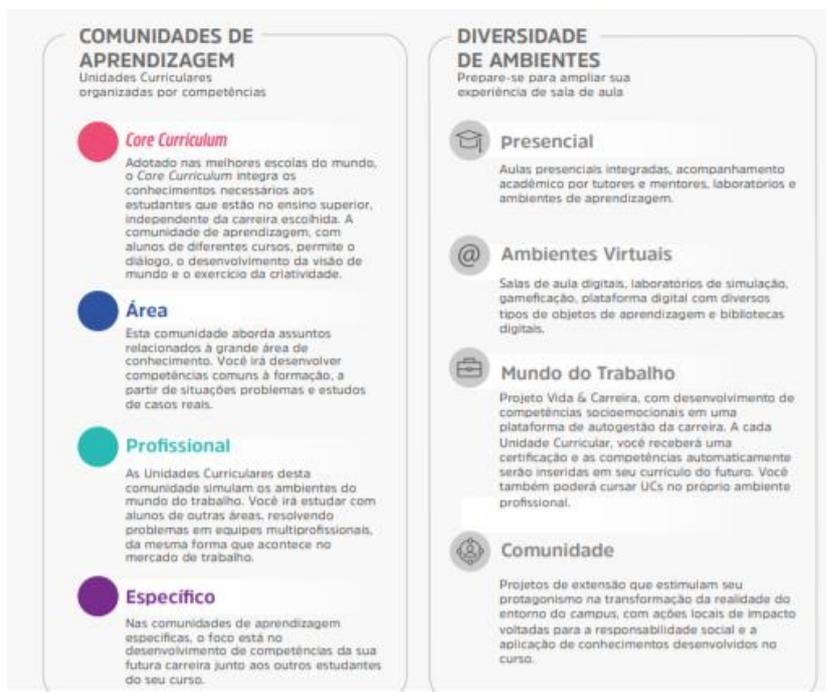 COMUNIDADES DE
APRENDIZAGEM
Unidades Curriculares
organizadas por competências
Core Curriculum
Adotado nas melhores escolas do mundo,
o Core Curriculum integra os
conhecimentos necessários aos
estudantes que estão no ensino superior,
independente da carreira escolhida. A
comunidade de aprendizagem, com
alunos de diferentes cursos, permite o
diálogo, o desenvolvimento da visão de
mundo e o exercício da criatividade.
Área
Esta comunidade aborda assuntos
relacionados à grande área de
conhecimento. Você irá desenvolver
competências comuns à formação, a
partir de situações problemas e estudos
de casos reais.
Profissional
As Unidades Curriculares desta
comunidade simulam os ambientes do
mundo do trabalho. Você irá estudar com
alunos de outras áreas, resolvendo
problemas em equipes multiprofissionais,
da mesma forma que acontece no
mercado de trabalho.
Específico
Nas comunidades de aprendizagem
específicas, o foco está no
desenvolvimento de competências da sua
futura carreira junto aos outros estudantes
do seu curso.
DIVERSIDADE
DE AMBIENTES
Prepare-se para ampliar sua
experiência de sala de aula
Presencial
Aulas presenciais integradas, acompanhamento
acadêmico por tutores e mentores, laboratórios e
ambientes de aprendizagem.
@
Ambientes Virtuais
Salas de aula digitais, laboratórios de simulação,
gameficação, plataforma digital com diversos
tipos de objetos de aprendizagem e bibliotecas
digitais.
Mundo do Trabalho
Projeto Vida & Carreira, com desenvolvimento de
competências socioemocionais em uma
plataforma de autogestão da carreira. A cada
Unidade Curricular, você receberá uma
certificação e as competências automaticamente
serão inseridas em seu currículo do futuro. Você
também poderá cursar UCs no próprio ambiente
profissional.
Comunidade
Projetos de extensão que estimulam seu
protagonismo na transformação da realidade do
entorno do campus, com ações locais de impacto
voltadas para a responsabilidade social e a
aplicação de conhecimentos desenvolvidos no
curso.